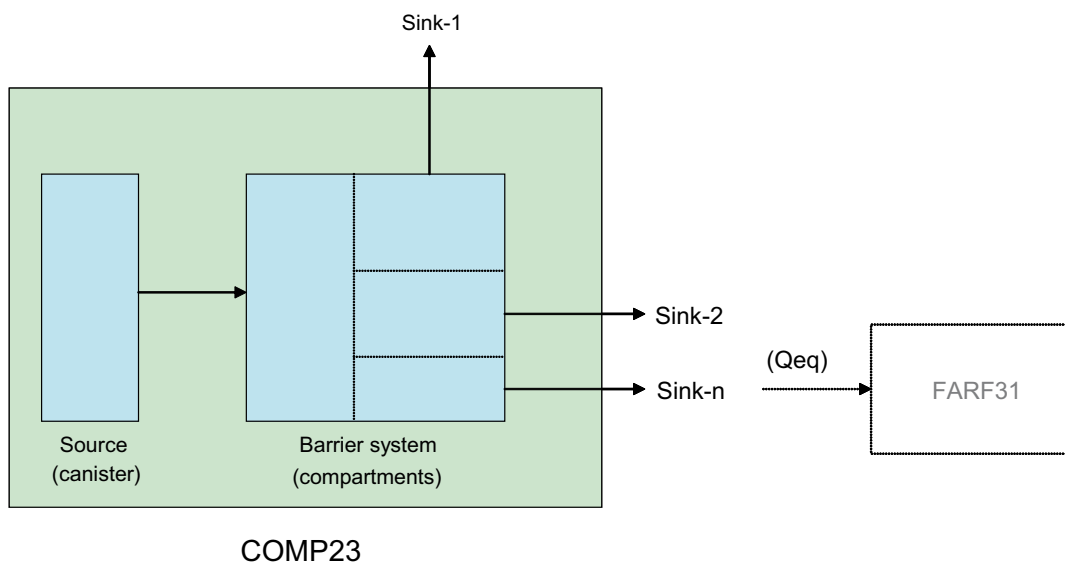 Sink-1
Sink-2
(Qeq)
Sink-n
FARF31
Source
(canister)
Barrier system
(compartments)
COMP23